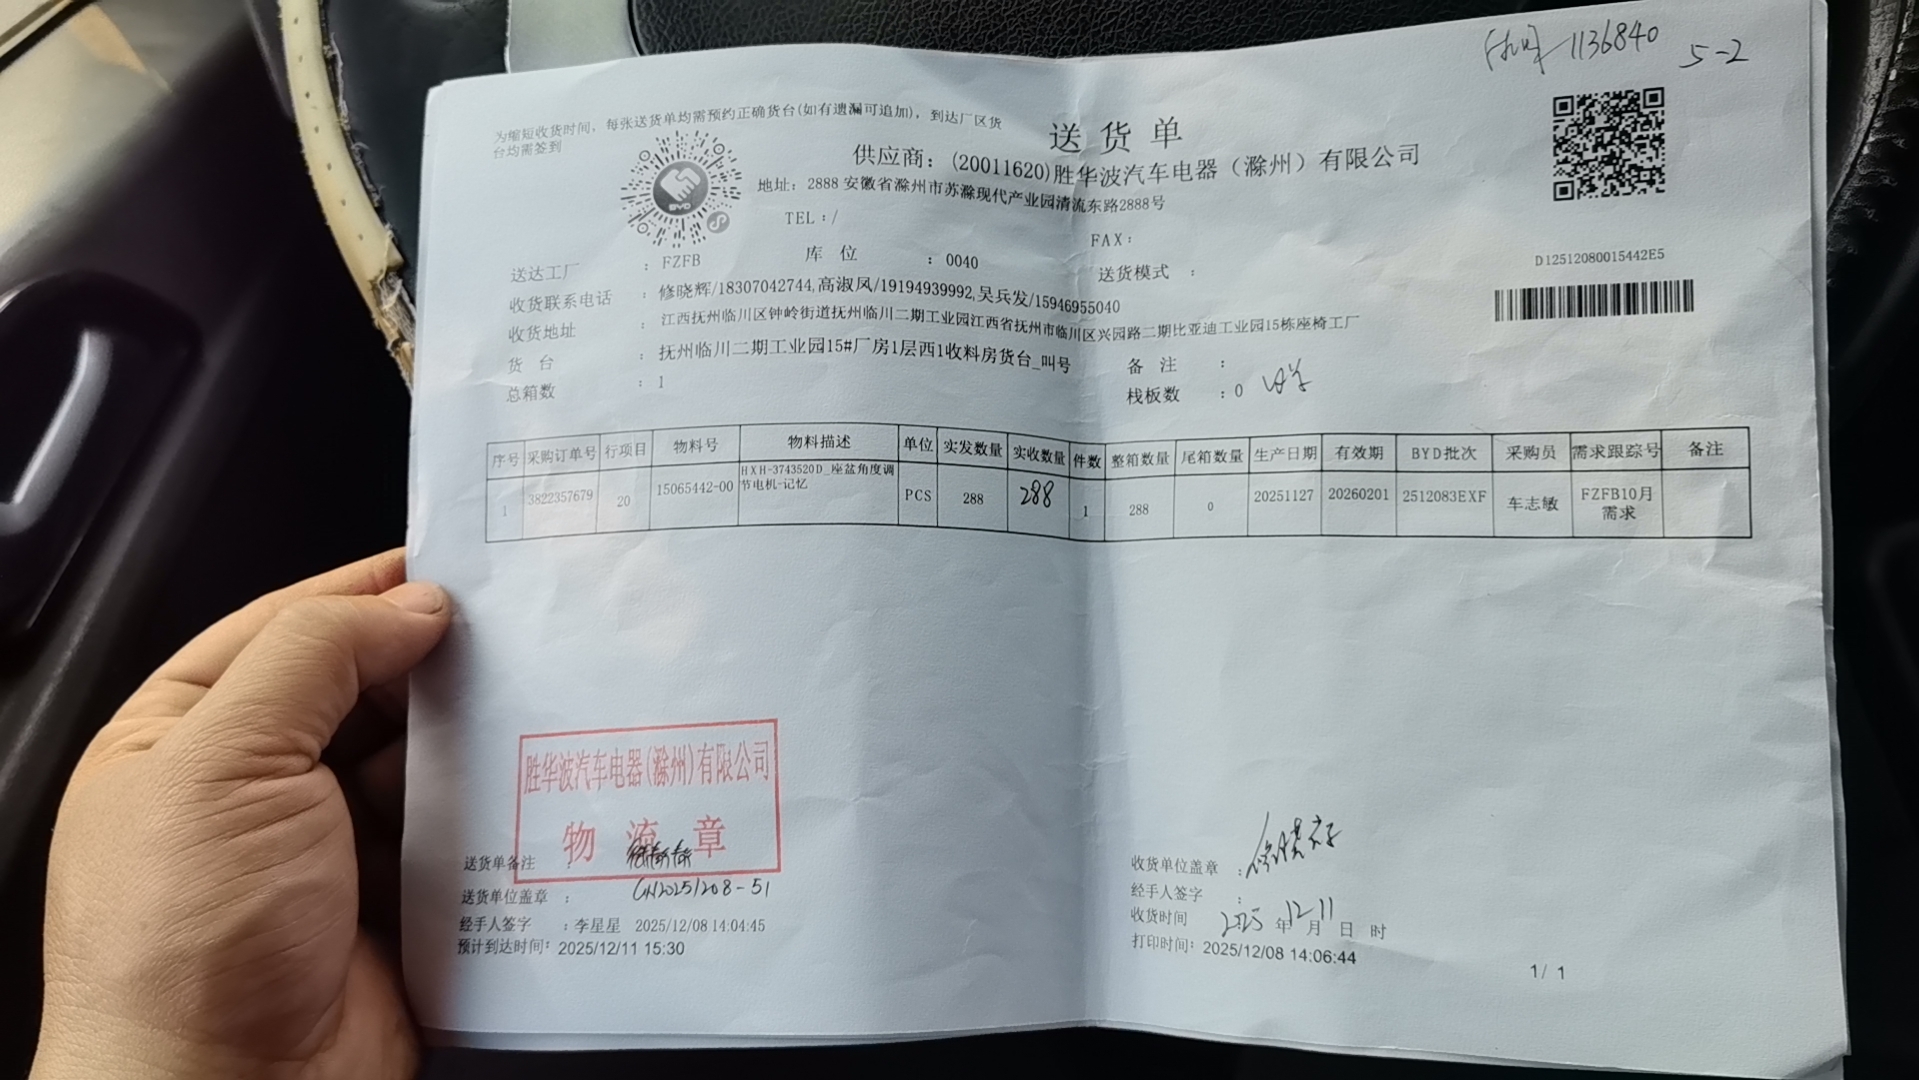 1136840 5-2
为缩短收货时间，每张送货单均需预约正确货台(如有遗漏可追加)，到达厂区货
台均需签到
BYD
送货单
供应商：(20011620)胜华波汽车电器（滁州）有限公司
地址：2888 安徽省滁州市苏滁现代产业园清流东路2888号
TEL：/
FAX：
D12512080015442E5
送达工厂 ：FZFB 库 位 ：0040 送货模式 ：
收货联系电话 ：修晓辉/18307042744,高淑凤/19194939992,吴兵发/15946955040
收货地址 ：江西抚州临川区钟岭街道抚州临川二期工业园江西省抚州市临川区兴园路二期比亚迪工业园15栋座椅工厂
货 台 ：抚州临川二期工业园15#厂房1层西1收料房货台_叫号 备 注 ：
总箱数 ：1 栈板数 ：0
序号 采购订单号 行项目 物料号 物料描述 单位 实发数量 实收数量 件数 整箱数量 尾箱数量 生产日期 有效期 BYD批次 采购员 需求跟踪号 备注
1 3822357679 20 15065442-00 HXH-3743520D_座盆角度调节电机-记忆 PCS 288 288 1 288 0 20251127 20260201 2512083EXF 车志敏 FZFB10月需求
胜华波汽车电器(滁州)有限公司
物流章
送货单备注 ：
送货单位盖章 ：
20251208-51
经手人签字 ：李星星 2025/12/08 14:04:45
预计到达时间：2025/12/11 15:30
收货单位盖章 ：
经手人签字 ：
收货时间 2025 年 12 月 11 日 时
打印时间：2025/12/08 14:06:44
1/ 1